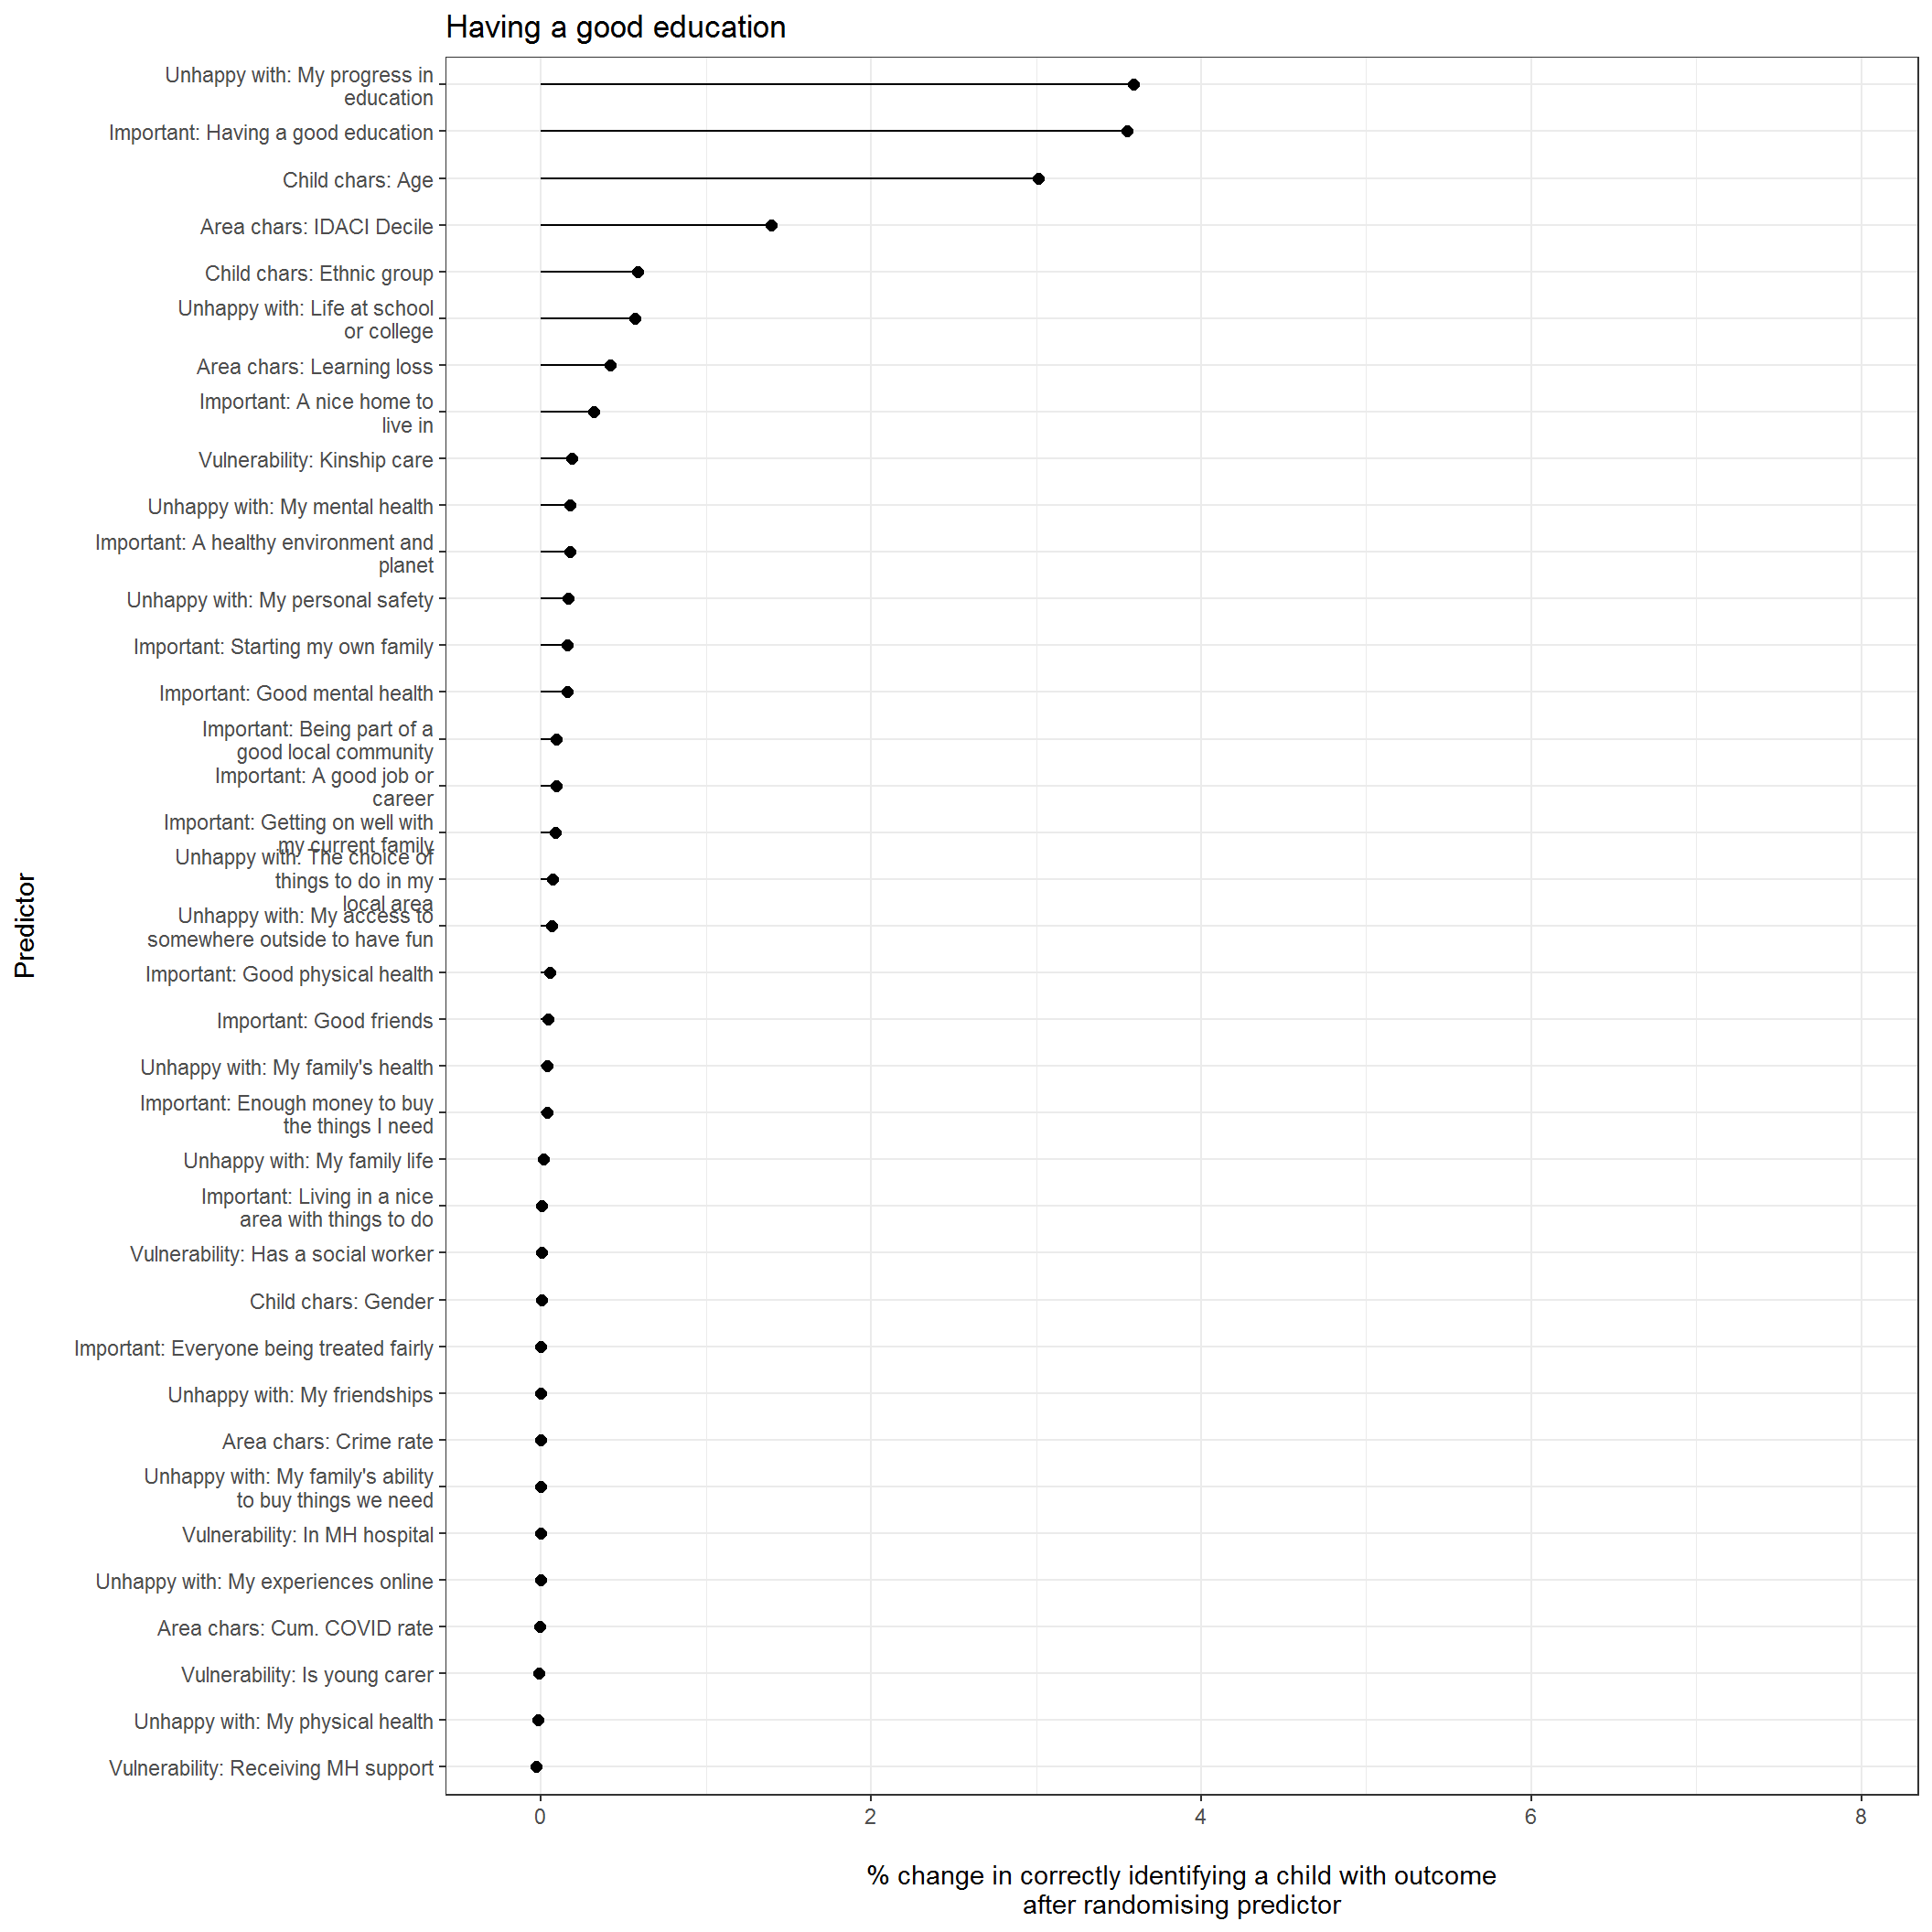 Having a good education
Unhappy with: My progress in
education
Important: Having a good education
Child chars: Age
Area chars: IDACI Decile
Child chars: Ethnic group
Unhappy with: Life at school
or college
Area chars: Learning loss
Important: A nice home to
live in
Vulnerability: Kinship care
Unhappy with: My mental health
Important: A healthy environment and
planet
Unhappy with: My personal safety
Important: Starting my own family
Important: Good mental health
Important: Being part of a
good local community
Important: A good job or
career
Important: Getting on well with
my current family
Unhappy with: The choice of
things to do in my
local area
Unhappy with: My access to
somewhere outside to have fun
Important: Good physical health
Important: Good friends
Unhappy with: My family's health
Important: Enough money to buy
the things I need
Unhappy with: My family life
Important: Living in a nice
area with things to do
Vulnerability: Has a social worker
Child chars: Gender
Important: Everyone being treated fairly
Unhappy with: My friendships
Area chars: Crime rate
Unhappy with: My family's ability
to buy things we need
Vulnerability: In MH hospital
Unhappy with: My experiences online
Area chars: Cum. COVID rate
Vulnerability: Is young carer
Unhappy with: My physical health
Vulnerability: Receiving MH support
Predictor
0 2 4 6 8
% change in correctly identifying a child with outcome
after randomising predictor